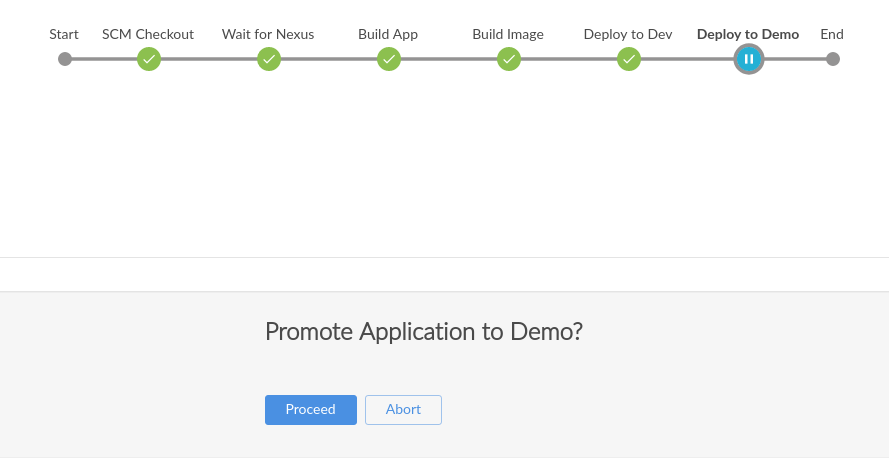 Start SCM Checkout Wait for Nexus Build App Build Image Deploy to Dev Deploy to Demo End
Promote Application to Demo?
Proceed Abort